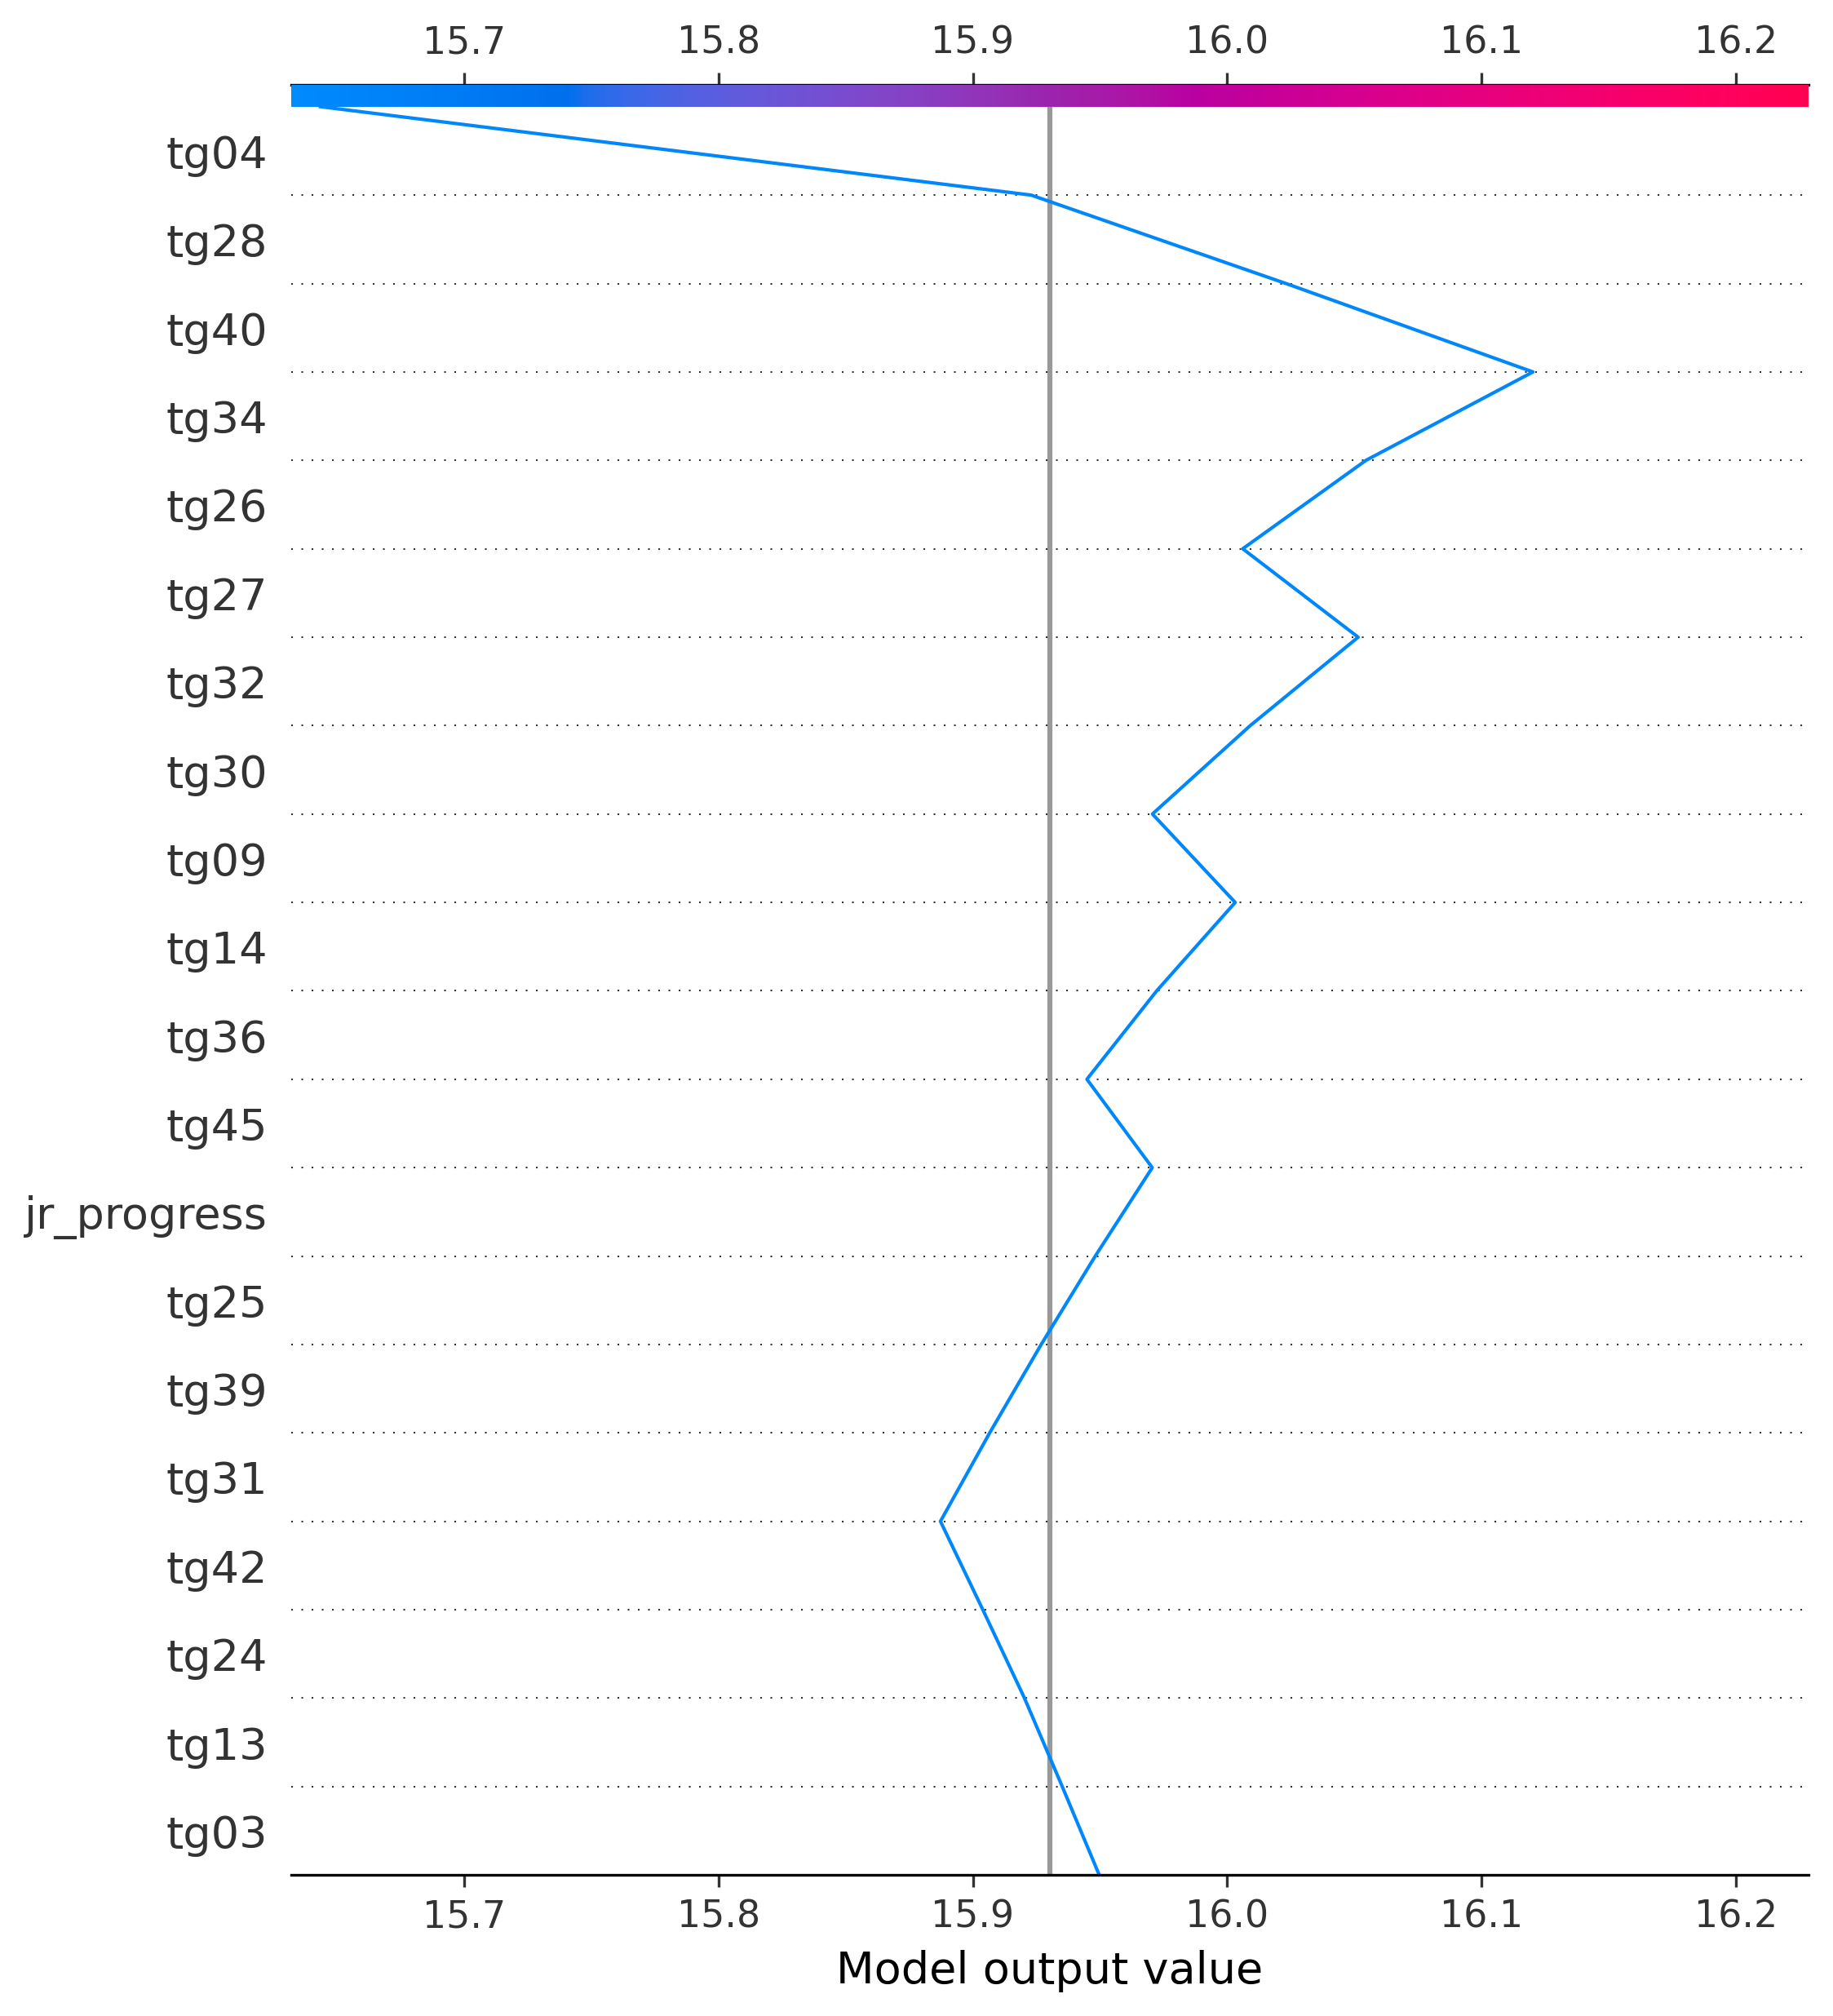 15.7 15.8 15.9 16.0 16.1 16.2
tg04
tg28
tg40
tg34
tg26
tg27
tg32
tg30
tg09
tg14
tg36
tg45
jr_progress
tg25
tg39
tg31
tg42
tg24
tg13
tg03
15.7 15.8 15.9 16.0 16.1 16.2
Model output value